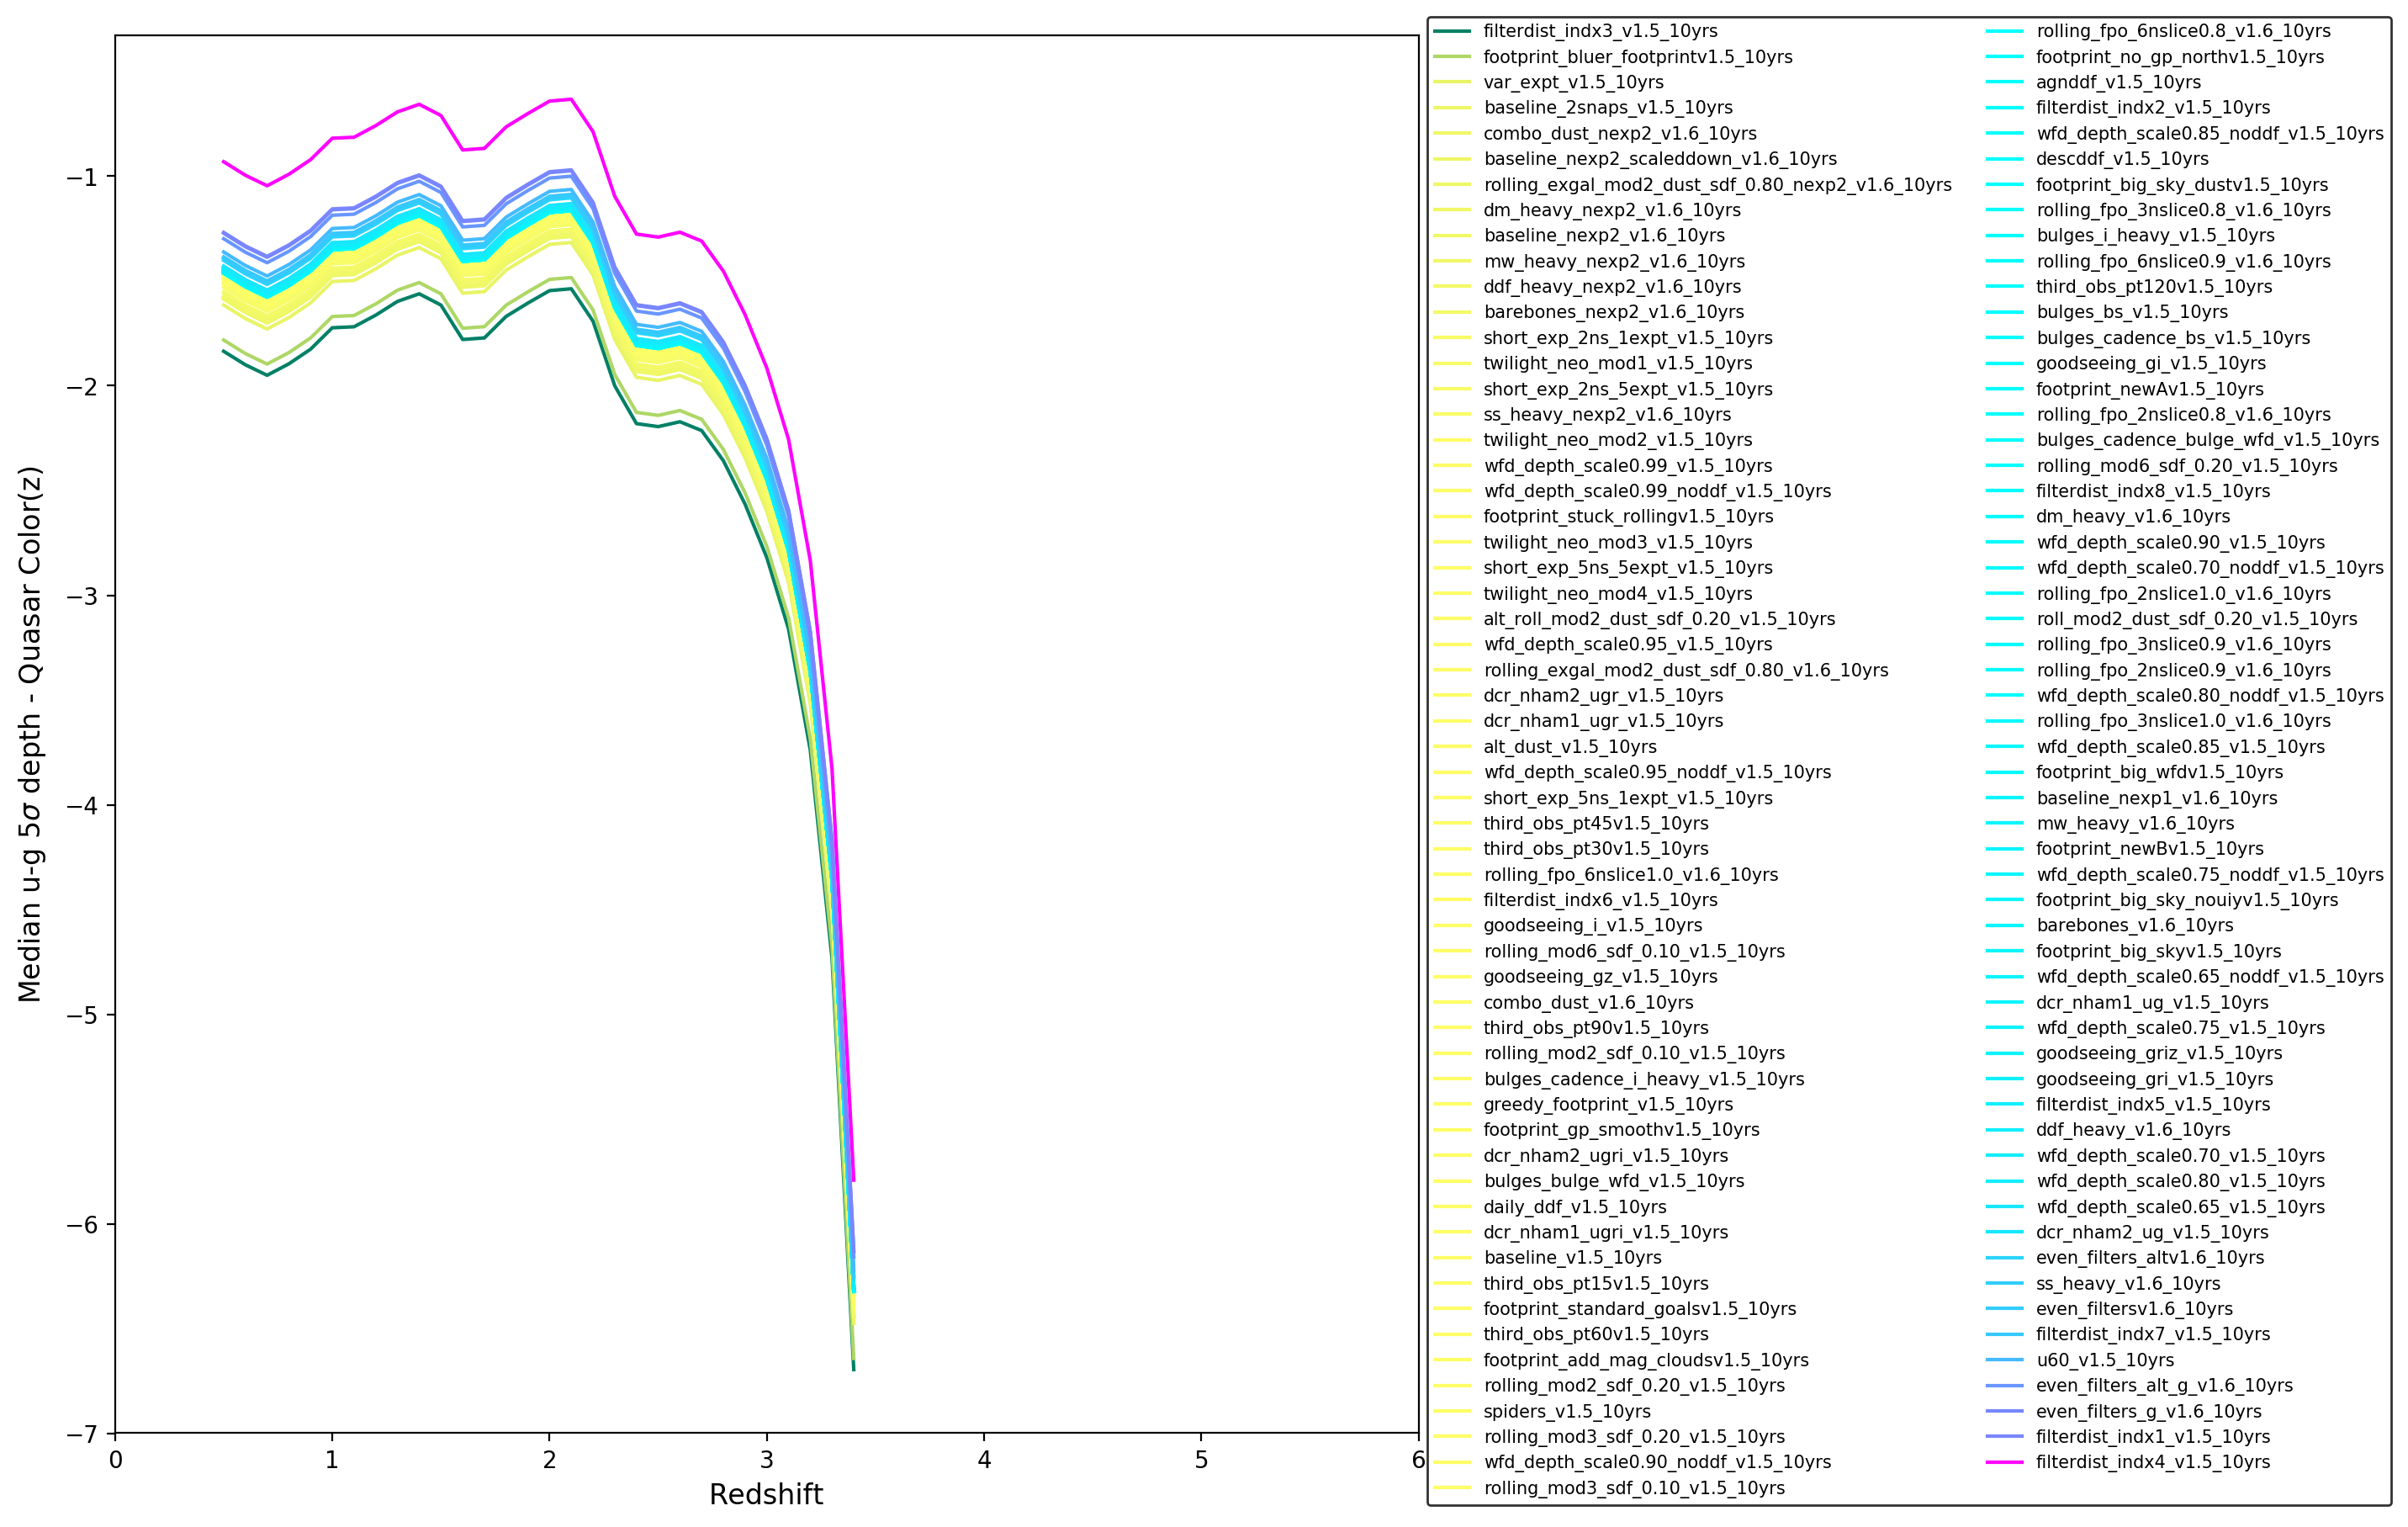 −1
−2
−3
−4
−5
−6
−7
Median u-g 5σ depth - Quasar Color(z)
0 1 2 3 4 5 6
Redshift
filterdist_indx3_v1.5_10yrs
footprint_bluer_footprintv1.5_10yrs
var_expt_v1.5_10yrs
baseline_2snaps_v1.5_10yrs
combo_dust_nexp2_v1.6_10yrs
baseline_nexp2_scaleddown_v1.6_10yrs
rolling_exgal_mod2_dust_sdf_0.80_nexp2_v1.6_10yrs
dm_heavy_nexp2_v1.6_10yrs
baseline_nexp2_v1.6_10yrs
mw_heavy_nexp2_v1.6_10yrs
ddf_heavy_nexp2_v1.6_10yrs
barebones_nexp2_v1.6_10yrs
short_exp_2ns_1expt_v1.5_10yrs
twilight_neo_mod1_v1.5_10yrs
short_exp_2ns_5expt_v1.5_10yrs
ss_heavy_nexp2_v1.6_10yrs
twilight_neo_mod2_v1.5_10yrs
wfd_depth_scale0.99_v1.5_10yrs
wfd_depth_scale0.99_noddf_v1.5_10yrs
footprint_stuck_rollingv1.5_10yrs
twilight_neo_mod3_v1.5_10yrs
short_exp_5ns_5expt_v1.5_10yrs
twilight_neo_mod4_v1.5_10yrs
alt_roll_mod2_dust_sdf_0.20_v1.5_10yrs
wfd_depth_scale0.95_v1.5_10yrs
rolling_exgal_mod2_dust_sdf_0.80_v1.6_10yrs
dcr_nham2_ugr_v1.5_10yrs
dcr_nham1_ugr_v1.5_10yrs
alt_dust_v1.5_10yrs
wfd_depth_scale0.95_noddf_v1.5_10yrs
short_exp_5ns_1expt_v1.5_10yrs
third_obs_pt45v1.5_10yrs
third_obs_pt30v1.5_10yrs
rolling_fpo_6nslice1.0_v1.6_10yrs
filterdist_indx6_v1.5_10yrs
goodseeing_i_v1.5_10yrs
rolling_mod6_sdf_0.10_v1.5_10yrs
goodseeing_gz_v1.5_10yrs
combo_dust_v1.6_10yrs
third_obs_pt90v1.5_10yrs
rolling_mod2_sdf_0.10_v1.5_10yrs
bulges_cadence_i_heavy_v1.5_10yrs
greedy_footprint_v1.5_10yrs
footprint_gp_smoothv1.5_10yrs
dcr_nham2_ugri_v1.5_10yrs
bulges_bulge_wfd_v1.5_10yrs
daily_ddf_v1.5_10yrs
dcr_nham1_ugri_v1.5_10yrs
baseline_v1.5_10yrs
third_obs_pt15v1.5_10yrs
footprint_standard_goalsv1.5_10yrs
third_obs_pt60v1.5_10yrs
footprint_add_mag_cloudsv1.5_10yrs
rolling_mod2_sdf_0.20_v1.5_10yrs
spiders_v1.5_10yrs
rolling_mod3_sdf_0.20_v1.5_10yrs
wfd_depth_scale0.90_noddf_v1.5_10yrs
rolling_mod3_sdf_0.10_v1.5_10yrs
rolling_fpo_6nslice0.8_v1.6_10yrs
footprint_no_gp_northv1.5_10yrs
agnddf_v1.5_10yrs
filterdist_indx2_v1.5_10yrs
wfd_depth_scale0.85_noddf_v1.5_10yrs
descddf_v1.5_10yrs
footprint_big_sky_dustv1.5_10yrs
rolling_fpo_3nslice0.8_v1.6_10yrs
bulges_i_heavy_v1.5_10yrs
rolling_fpo_6nslice0.9_v1.6_10yrs
third_obs_pt120v1.5_10yrs
bulges_bs_v1.5_10yrs
bulges_cadence_bs_v1.5_10yrs
goodseeing_gi_v1.5_10yrs
footprint_newAv1.5_10yrs
rolling_fpo_2nslice0.8_v1.6_10yrs
bulges_cadence_bulge_wfd_v1.5_10yrs
rolling_mod6_sdf_0.20_v1.5_10yrs
filterdist_indx8_v1.5_10yrs
dm_heavy_v1.6_10yrs
wfd_depth_scale0.90_v1.5_10yrs
wfd_depth_scale0.70_noddf_v1.5_10yrs
rolling_fpo_2nslice1.0_v1.6_10yrs
roll_mod2_dust_sdf_0.20_v1.5_10yrs
rolling_fpo_3nslice0.9_v1.6_10yrs
rolling_fpo_2nslice0.9_v1.6_10yrs
wfd_depth_scale0.80_noddf_v1.5_10yrs
rolling_fpo_3nslice1.0_v1.6_10yrs
wfd_depth_scale0.85_v1.5_10yrs
footprint_big_wfdv1.5_10yrs
baseline_nexp1_v1.6_10yrs
mw_heavy_v1.6_10yrs
footprint_newBv1.5_10yrs
wfd_depth_scale0.75_noddf_v1.5_10yrs
footprint_big_sky_nouiyv1.5_10yrs
barebones_v1.6_10yrs
footprint_big_skyv1.5_10yrs
wfd_depth_scale0.65_noddf_v1.5_10yrs
dcr_nham1_ug_v1.5_10yrs
wfd_depth_scale0.75_v1.5_10yrs
goodseeing_griz_v1.5_10yrs
goodseeing_gri_v1.5_10yrs
filterdist_indx5_v1.5_10yrs
ddf_heavy_v1.6_10yrs
wfd_depth_scale0.70_v1.5_10yrs
wfd_depth_scale0.80_v1.5_10yrs
wfd_depth_scale0.65_v1.5_10yrs
dcr_nham2_ug_v1.5_10yrs
even_filters_altv1.6_10yrs
ss_heavy_v1.6_10yrs
even_filtersv1.6_10yrs
filterdist_indx7_v1.5_10yrs
u60_v1.5_10yrs
even_filters_alt_g_v1.6_10yrs
even_filters_g_v1.6_10yrs
filterdist_indx1_v1.5_10yrs
filterdist_indx4_v1.5_10yrs